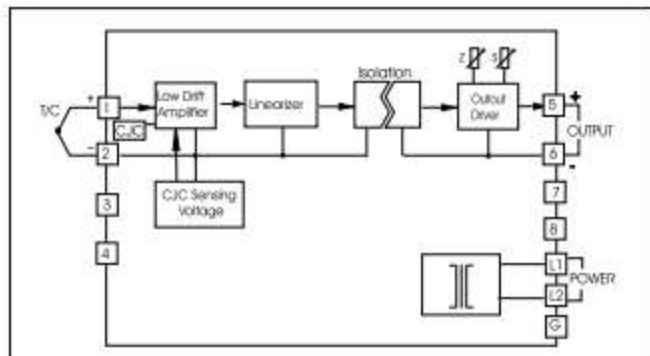 Z S
Isolation
T/C
+
1
Low Drift
Amplifier
Linearizer
Output
Driver
5
+
CJC
OUTPUT
-
2
6
-
CJC Sensing
Voltage
3
7
4
8
L1
POWER
L2
G